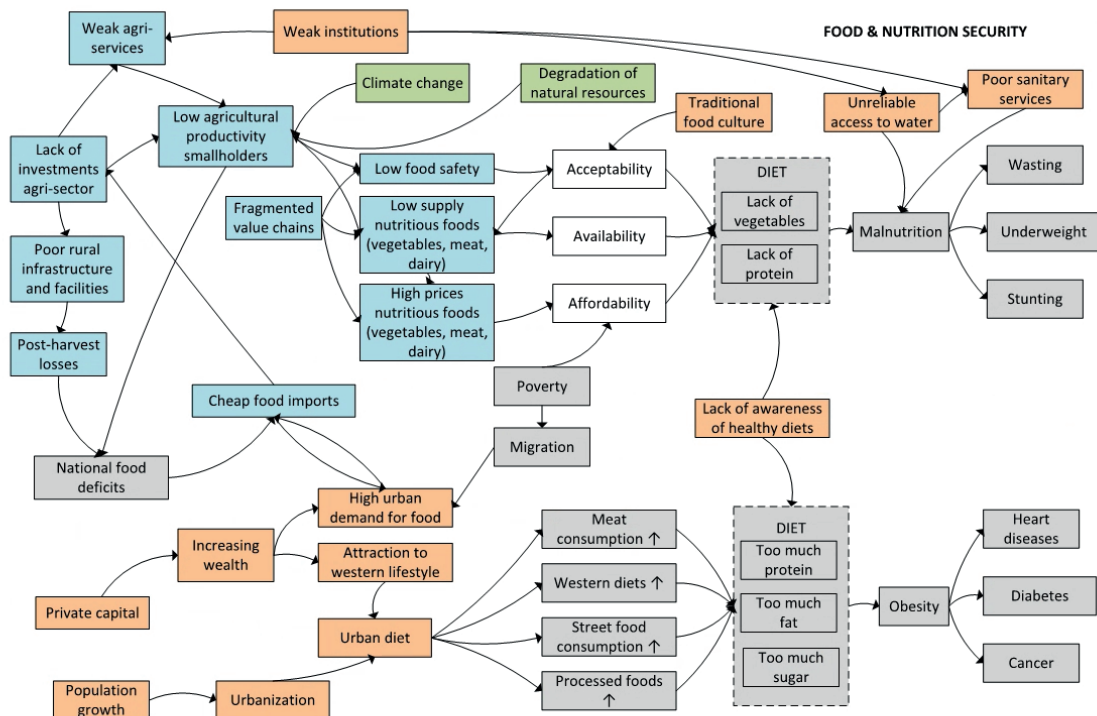 Weak agri-
services
Weak institutions
FOOD & NUTRITION SECURITY
Climate change
Degradation of
natural resources
Traditional
food culture
Unreliable
access to water
Poor sanitary
services
Low agricultural
productivity
smallholders
Lack of
investments
agri-sector
Low food safety
Acceptability
DIET
Lack of
vegetables
Lack of
protein
Wasting
Fragmented
value chains
Low supply
nutritious foods
(vegetables, meat,
dairy)
Availability
Malnutrition
Underweight
Poor rural
infrastructure
and facilities
High prices
nutritious foods
(vegetables, meat,
dairy)
Affordability
Stunting
Post-harvest
losses
Cheap food imports
Poverty
Lack of awareness
of healthy diets
Migration
National food
deficits
High urban
demand for food
Increasing
wealth
Attraction to
western lifestyle
Private capital
Urban diet
Population
growth
Urbanization
Meat
consumption ↑
Western diets ↑
Street food
consumption ↑
Processed foods
↑
DIET
Too much
protein
Too much
fat
Too much
sugar
Obesity
Heart
diseases
Diabetes
Cancer